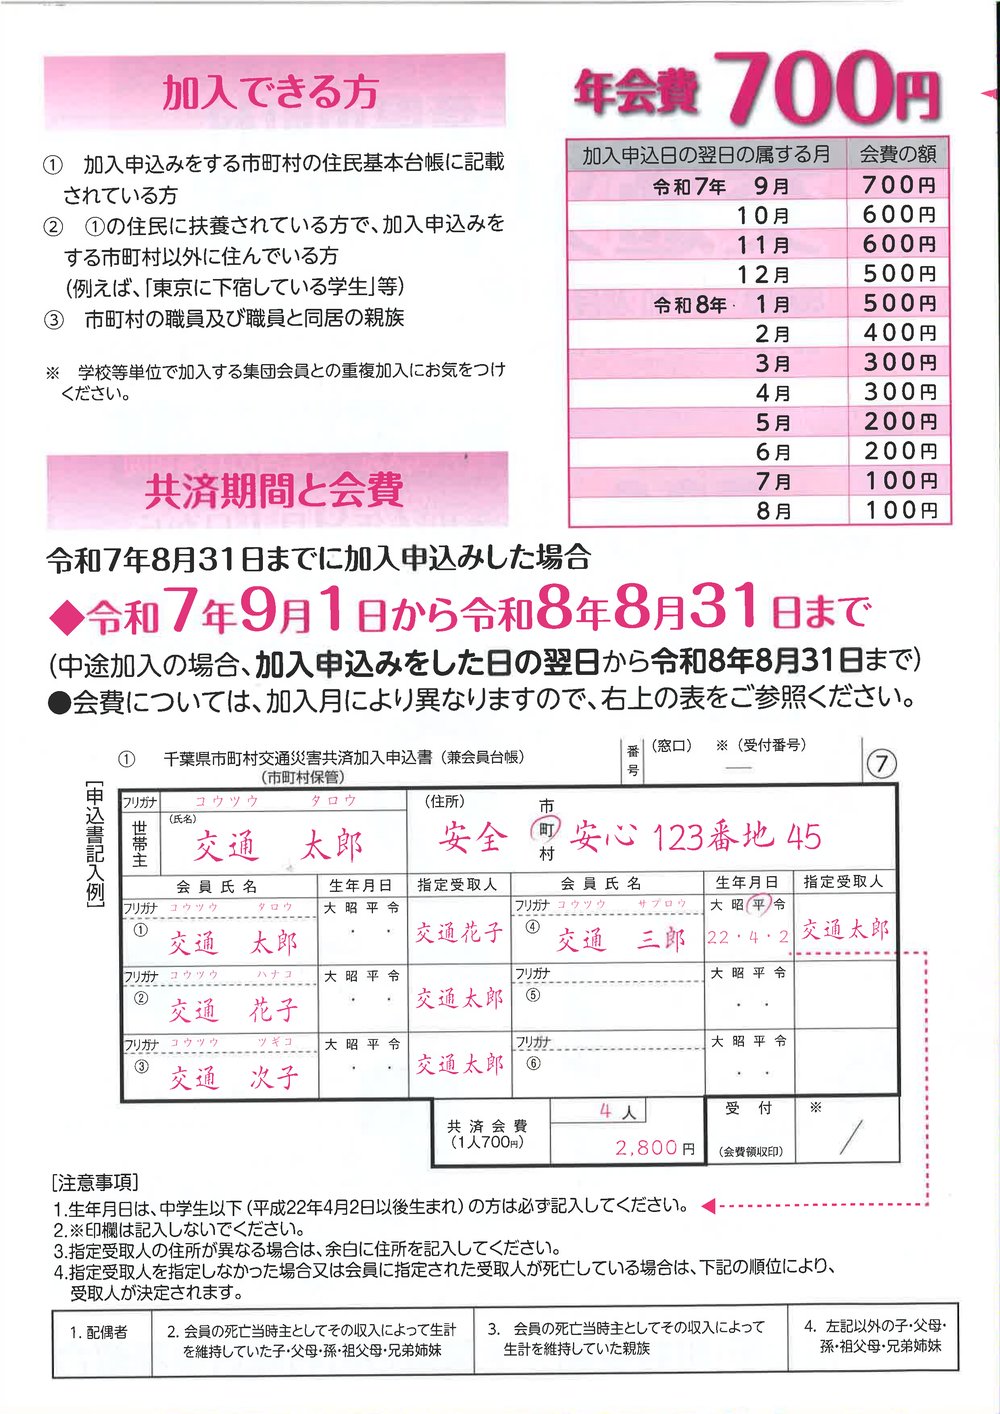 加入できる方
① 加入申込みをする市町村の住民基本台帳に記載
されている方
② ①の住民に扶養されている方で、加入申込みを
する市町村以外に住んでいる方
(例えば、「東京に下宿している学生」等)
③ 市町村の職員及び職員と同居の親族
※ 学校等単位で加入する集団会員との重複加入にお気をつけ
ください。
年会費 700円
加入申込日の翌日の属する月 会費の額
令和7年 9月 700円
10月 600円
11月 600円
12月 500円
令和8年 1月 500円
2月 400円
3月 300円
4月 300円
5月 200円
6月 200円
7月 100円
8月 100円
共済期間と会費
令和7年8月31日までに加入申込みした場合
◆令和7年9月1日から令和8年8月31日まで
(中途加入の場合、加入申込みをした日の翌日から令和8年8月31日まで)
●会費については、加入月により異なりますので、右上の表をご参照ください。
[申込書記入例]
① 千葉県市町村交通災害共済加入申込書(兼会員台帳)
(市町村保管)
番号 (窓口) ※(受付番号)
—
⑦
フリガナ コウツウ タロウ
世帯主 (氏名) 交通 太郎
(住所) 安全 市町村 安心 123番地 45
会員氏名 生年月日 指定受取人 会員氏名 生年月日 指定受取人
フリガナ コウツウ タロウ 大 昭 平 令
① 交通 太郎 ・ ・ 交通花子
フリガナ コウツウ サブロウ 大 昭 平 令
④ 交通 三郎 22・4・2 交通太郎
フリガナ コウツウ ハナコ 大 昭 平 令
② 交通 花子 ・ ・ 交通太郎
フリガナ 大 昭 平 令
⑤ ・ ・
フリガナ コウツウ ツギコ 大 昭 平 令
③ 交通 次子 ・ ・ 交通太郎
フリガナ 大 昭 平 令
⑥ ・ ・
共済会費
(1人700円)
4人
2,800円
受 付
(会費領収印)
※
/
[注意事項]
1.生年月日は、中学生以下(平成22年4月2日以後生まれ)の方は必ず記入してください。
2.※印欄は記入しないでください。
3.指定受取人の住所が異なる場合は、余白に住所を記入してください。
4.指定受取人を指定しなかった場合又は会員に指定された受取人が死亡している場合は、下記の順位により、
受取人が決定されます。
1. 配偶者
2. 会員の死亡当時主としてその収入によって生計
を維持していた子・父母・孫・祖父母・兄弟姉妹
3. 会員の死亡当時主としてその収入によって
生計を維持していた親族
4. 左記以外の子・父母・
孫・祖父母・兄弟姉妹